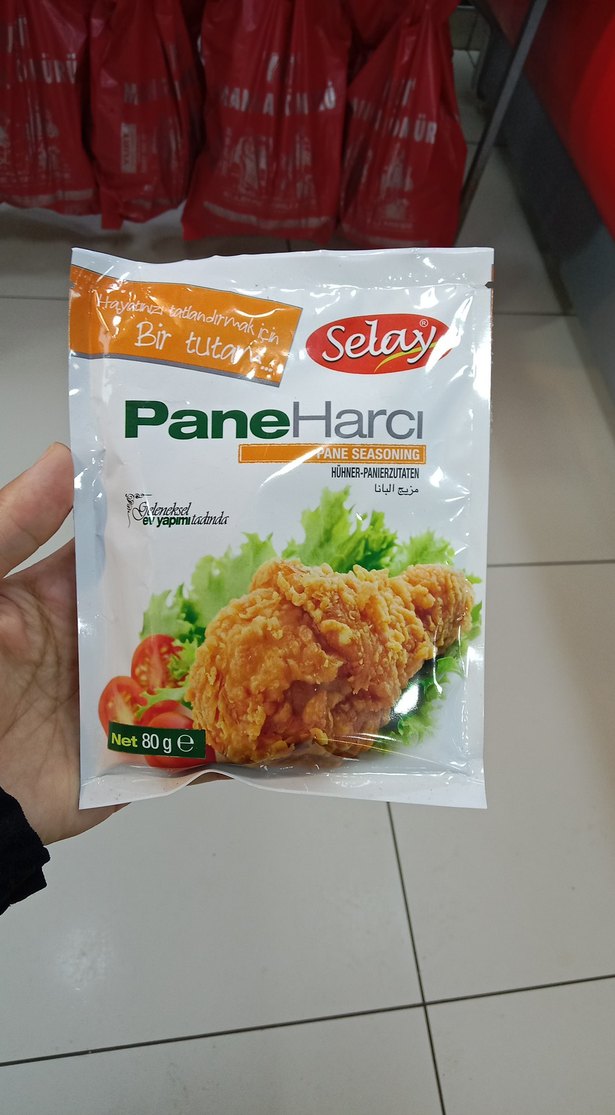 Hayatınızı tatlandırmak için
Bir tutam
Selay®
PaneHarcı
PANE SEASONING
HÜHNER-PANIERZUTATEN
مزيج البانا
Geleneksel
ev yapımı tadında
Net 80 g ℮